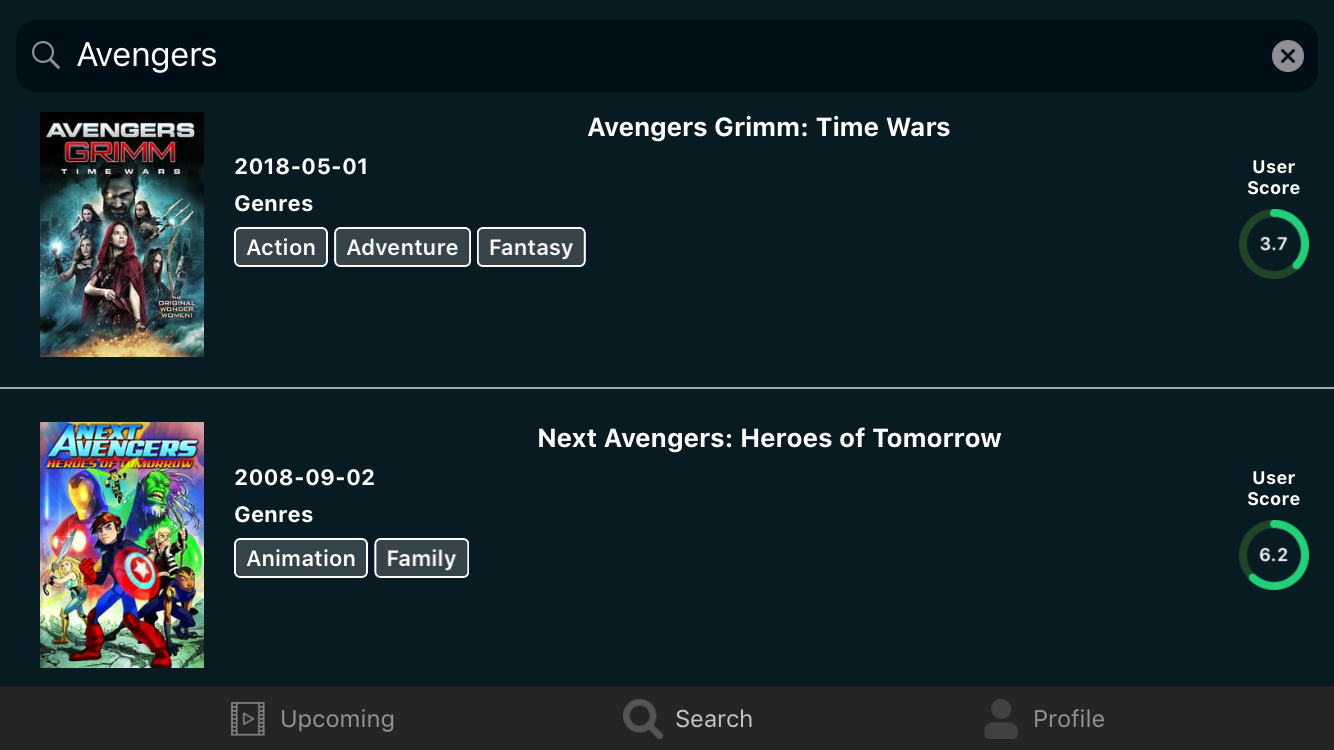 Avengers
AVENGERS
GRIMM
TIME WARS
THE
ORIGINAL
WONDER
WOMEN!
Avengers Grimm: Time Wars
2018-05-01
Genres
Action Adventure Fantasy
User
Score
3.7
NEXT
AVENGERS
HEROES OF TOMORROW
Next Avengers: Heroes of Tomorrow
2008-09-02
Genres
Animation Family
User
Score
6.2
Upcoming Search Profile